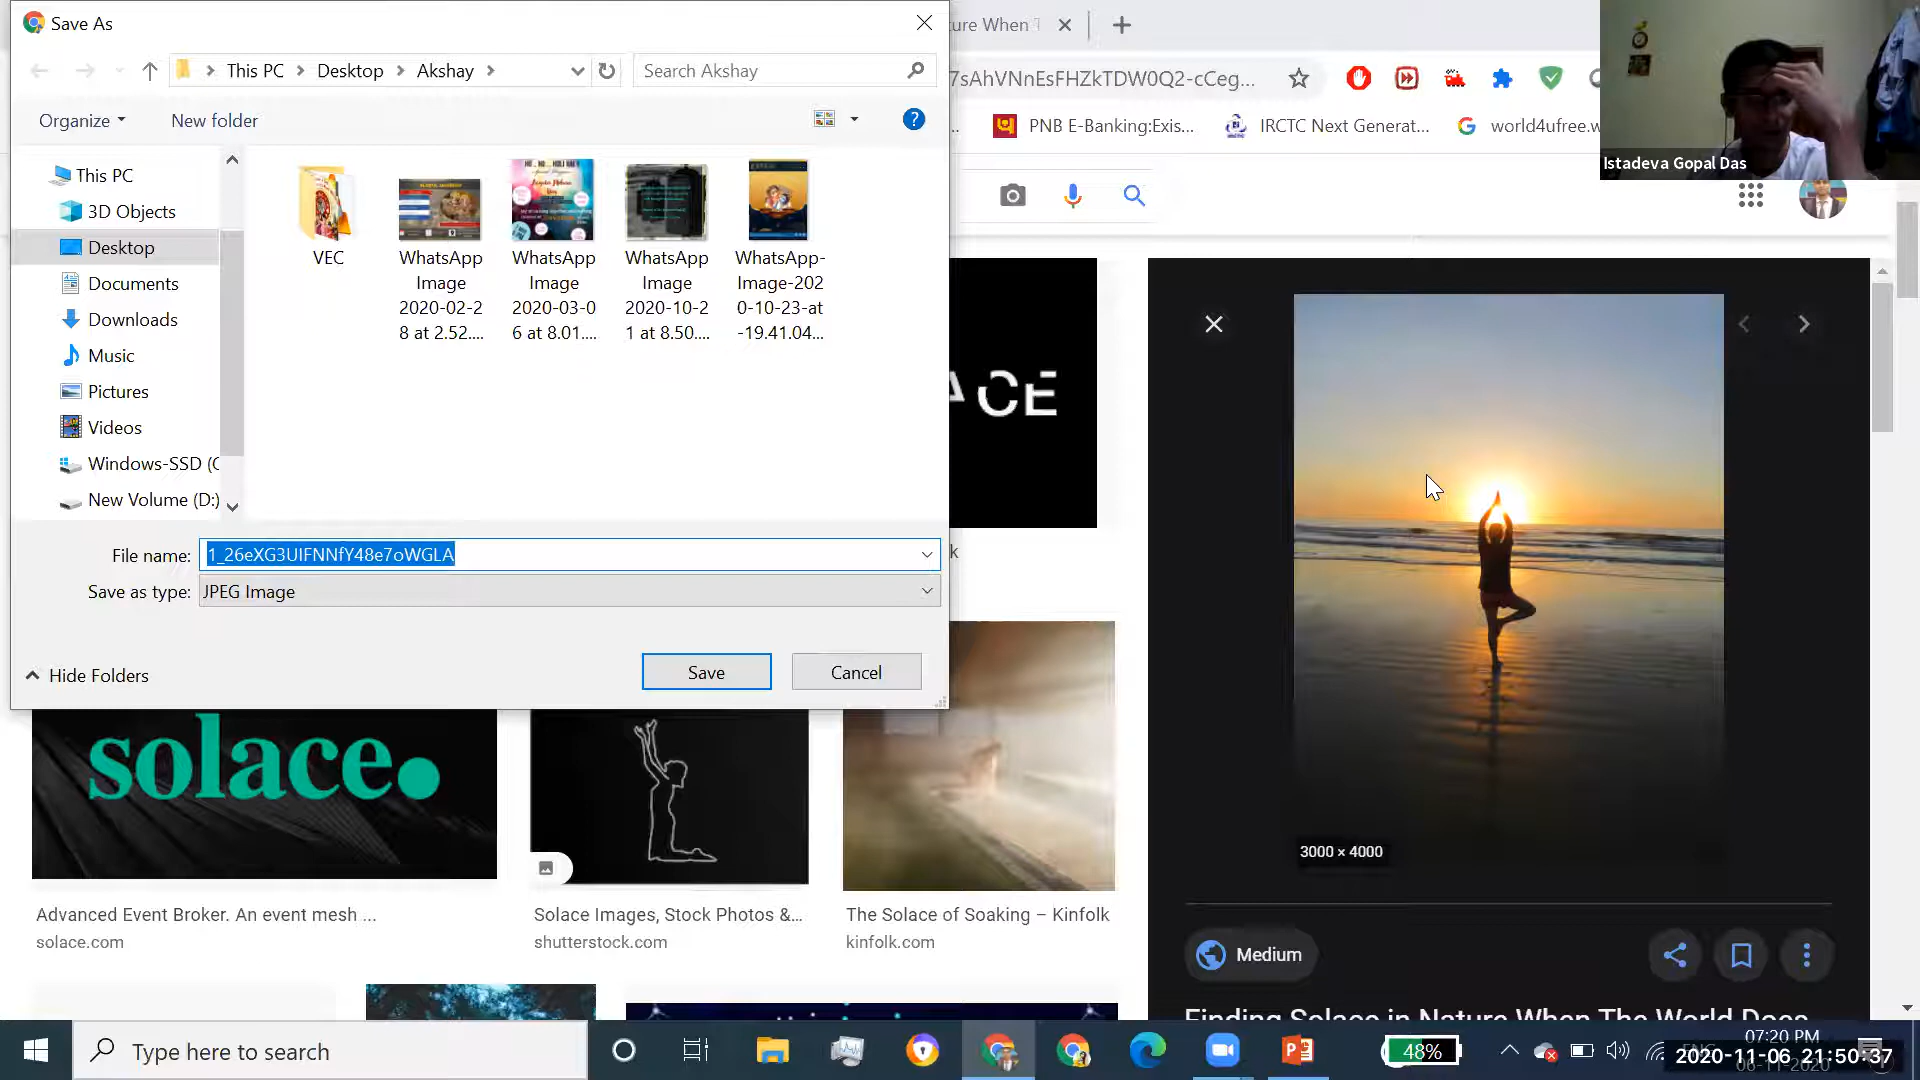 Save As
ure When
This PC
Desktop
Akshay
Search Akshay
7sAhVNnEsFHZkTDW0Q2-cCeg...
Organize
New folder
PNB E-Banking:Exis...
IRCTC Next Generat...
world4ufree.w
Istadeva Gopal Das
This PC
3D Objects
Desktop
Documents
Downloads
Music
Pictures
Videos
Windows-SSD (C
New Volume (D:)
VEC
WhatsApp
Image
2020-02-2
8 at 2.52....
WhatsApp
Image
2020-03-0
6 at 8.01....
WhatsApp
Image
2020-10-2
1 at 8.50....
WhatsApp-
Image-202
0-10-23-at
-19.41.04...
ACE
k
File name:
1_26eXG3UIFNNfY48e7oWGLA
Save as type:
JPEG Image
Hide Folders
Save
Cancel
solace.
3000 × 4000
Advanced Event Broker. An event mesh ...
solace.com
Solace Images, Stock Photos &...
shutterstock.com
The Solace of Soaking – Kinfolk
kinfolk.com
Medium
Finding Solace in Nature When The World Does
Type here to search
48%
07:20 PM
2020-11-06 21:50:37
06-11-2020